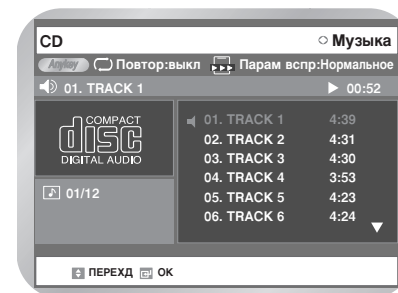 CD Музыка
Anykey Повтор:выкл Парам вспр:Нормальное
01. TRACK 1 00:52
COMPACT
disc
DIGITAL AUDIO
01/12
01. TRACK 1 4:39
02. TRACK 2 4:31
03. TRACK 3 4:30
04. TRACK 4 3:53
05. TRACK 5 4:23
06. TRACK 6 4:24
ПЕРЕХД ОК